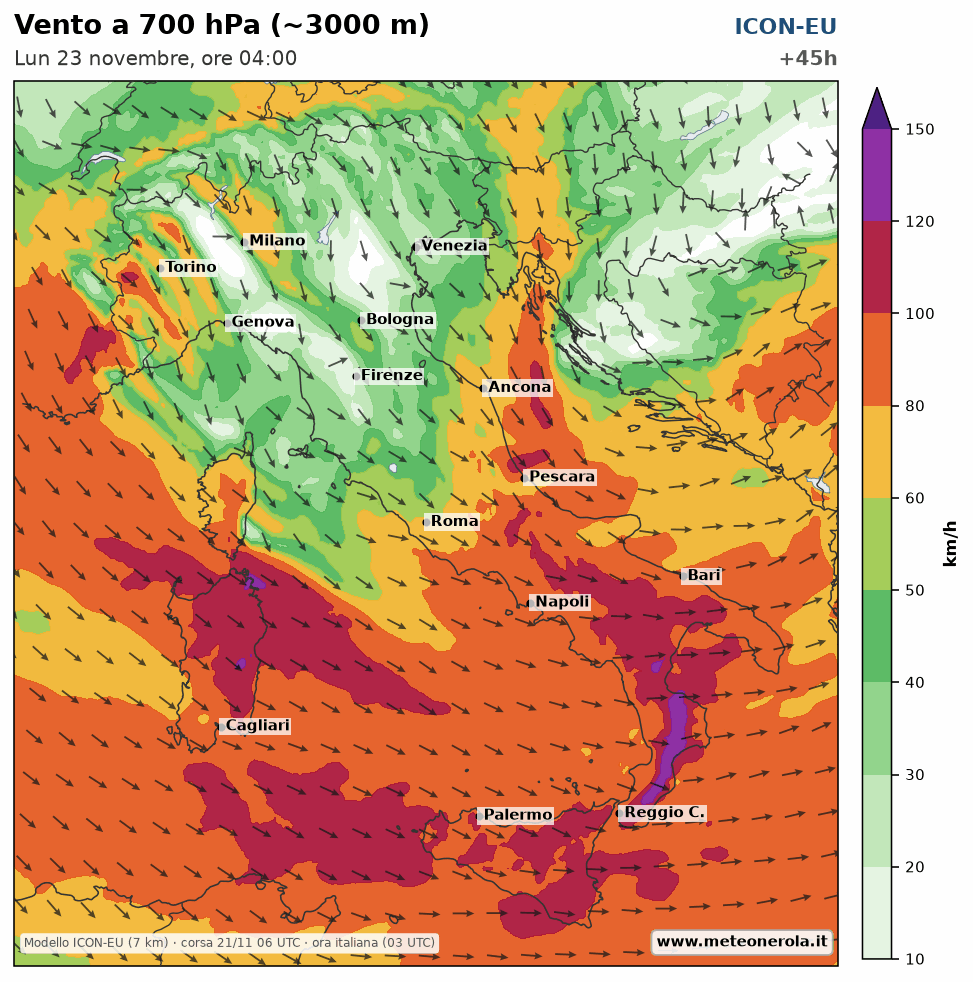 Vento a 700 hPa (~3000 m)
ICON-EU
Lun 23 novembre, ore 04:00
+45h
Milano
Venezia
Torino
Genova
Bologna
Firenze
Ancona
Pescara
Roma
Bari
Napoli
Cagliari
Palermo
Reggio C.
Modello ICON-EU (7 km) · corsa 21/11 06 UTC · ora italiana (03 UTC)
www.meteonerola.it
150
120
100
80
60
50
40
30
20
10
km/h